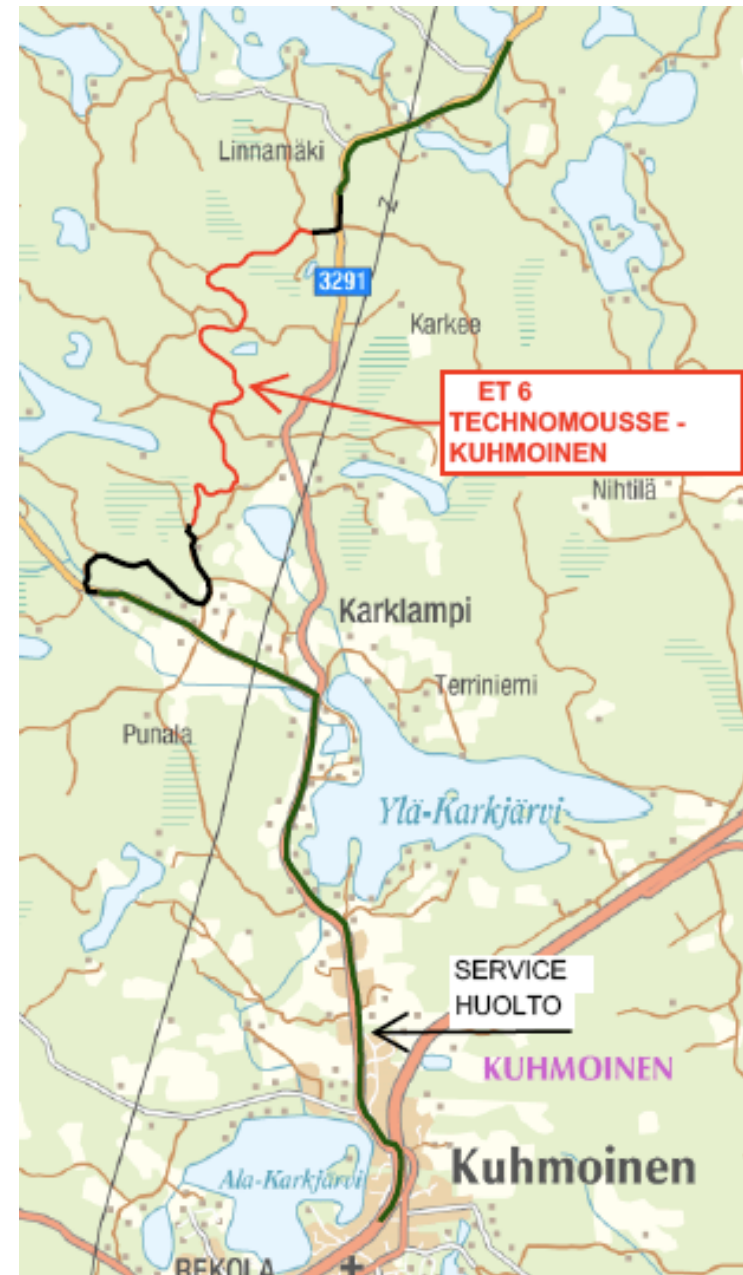 Linnamäki
Z
3291
Karkee
ET 6
TECHNOMOUSSE -
KUHMOINEN
Nihtilä
Karklampi
Terriniemi
Punala
Ylä-Karkjärvi
SERVICE
HUOLTO
KUHMOINEN
Kuhmoinen
Ala-Karkjärvi
REKOLA